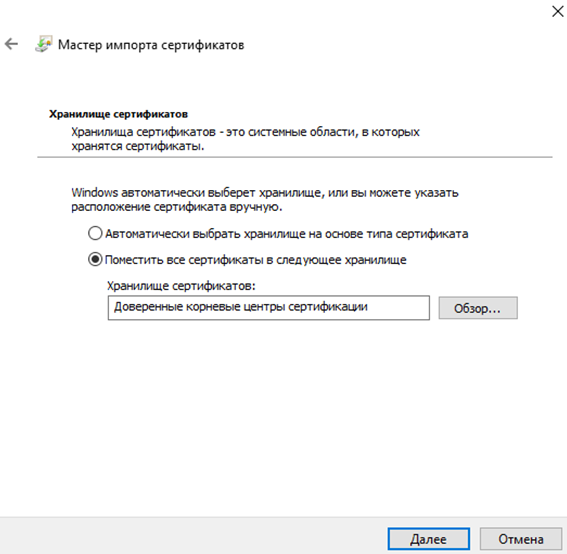 Мастер импорта сертификатов
Хранилище сертификатов
Хранилища сертификатов - это системные области, в которых
хранятся сертификаты.
Windows автоматически выберет хранилище, или вы можете указать
расположение сертификата вручную.
Автоматически выбрать хранилище на основе типа сертификата
Поместить все сертификаты в следующее хранилище
Хранилище сертификатов:
Доверенные корневые центры сертификации
Обзор...
Далее
Отмена